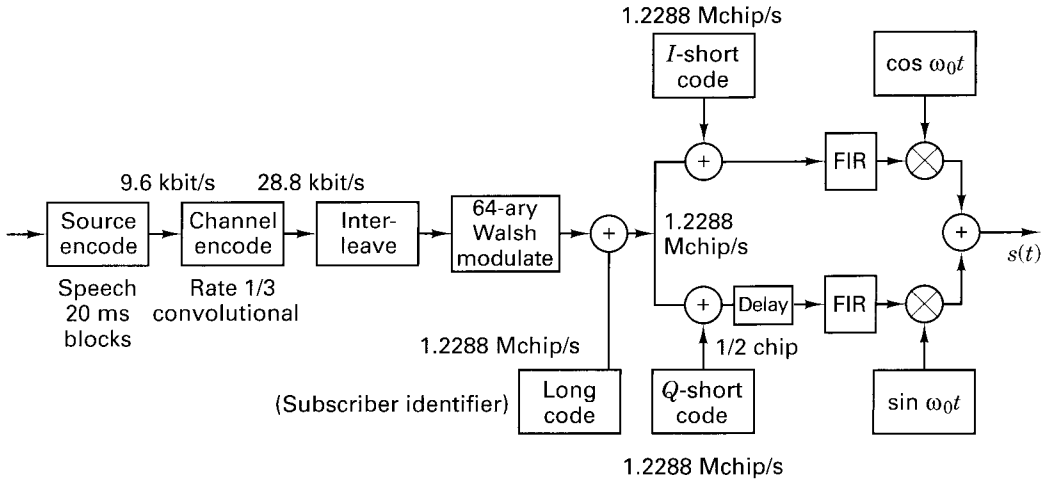 1.2288 Mchip/s
I-short
code
cos ω₀t
FIR
9.6 kbit/s
28.8 kbit/s
Source
encode
Channel
encode
Inter-
leave
64-ary
Walsh
modulate
1.2288
Mchip/s
s(t)
Speech
20 ms
blocks
Rate 1/3
convolutional
Delay
FIR
1/2 chip
1.2288 Mchip/s
(Subscriber identifier)
Long
code
Q-short
code
sin ω₀t
1.2288 Mchip/s